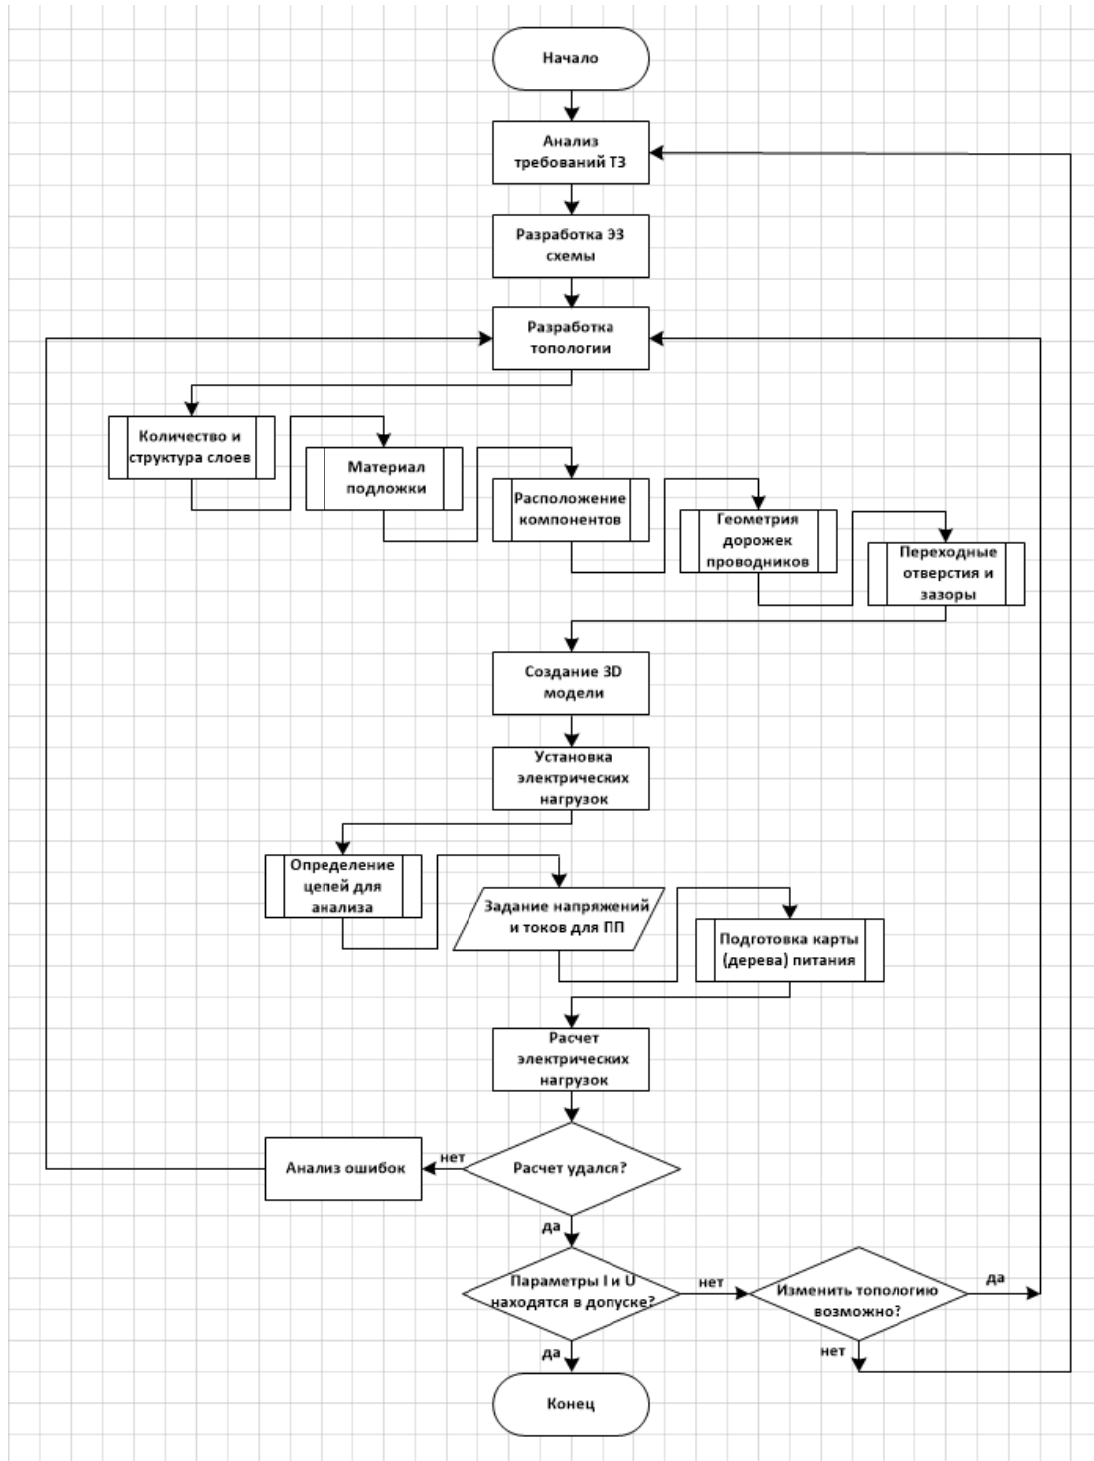 Начало
Анализ
требований ТЗ
Разработка ЭЗ
схемы
Разработка
топологии
Количество и
структура слоев
Материал
подложки
Расположение
компонентов
Геометрия
дорожек
проводников
Переходные
отверстия и
зазоры
Создание 3D
модели
Установка
электрических
нагрузок
Определение
цепей для
анализа
Задание напряжений
и токов для ПП
Подготовка карты
(дерева) питания
Расчет
электрических
нагрузок
Анализ ошибок
нет
Расчет удался?
да
Параметры I и U
находятся в допуске?
нет
Изменить топологию
возможно?
да
да
нет
Конец